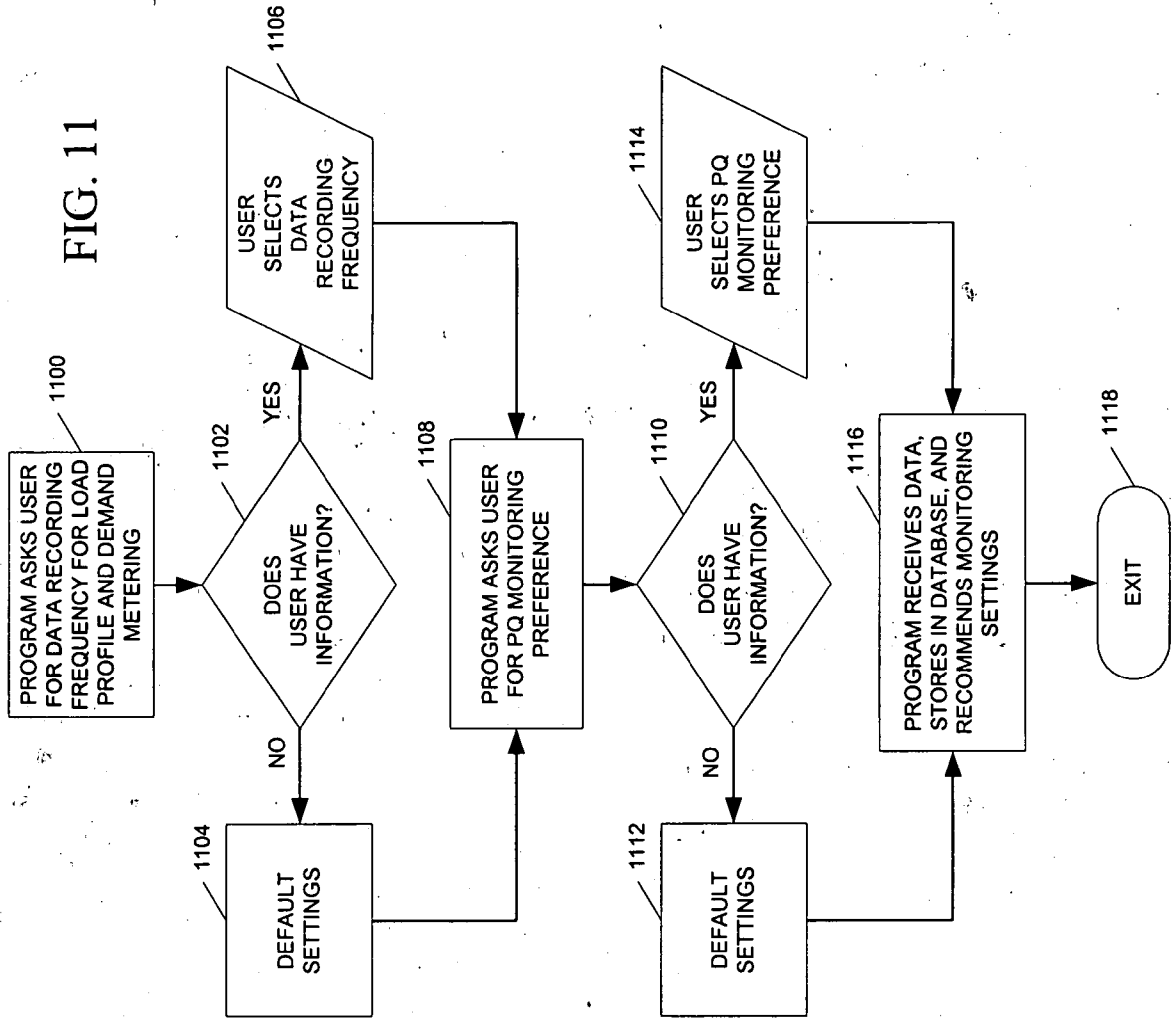 FIG. 11
PROGRAM ASKS USER
FOR DATA RECORDING
FREQUENCY FOR LOAD
PROFILE AND DEMAND
METERING
1100
DOES
USER HAVE
INFORMATION?
1102
NO
YES
DEFAULT
SETTINGS
1104
USER
SELECTS
DATA
RECORDING
FREQUENCY
1106
PROGRAM ASKS USER
FOR PQ MONITORING
PREFERENCE
1108
DOES
USER HAVE
INFORMATION?
1110
NO
YES
DEFAULT
SETTINGS
1112
USER
SELECTS PQ
MONITORING
PREFERENCE
1114
PROGRAM RECEIVES DATA,
STORES IN DATABASE, AND
RECOMMENDS MONITORING
SETTINGS
1116
EXIT
1118